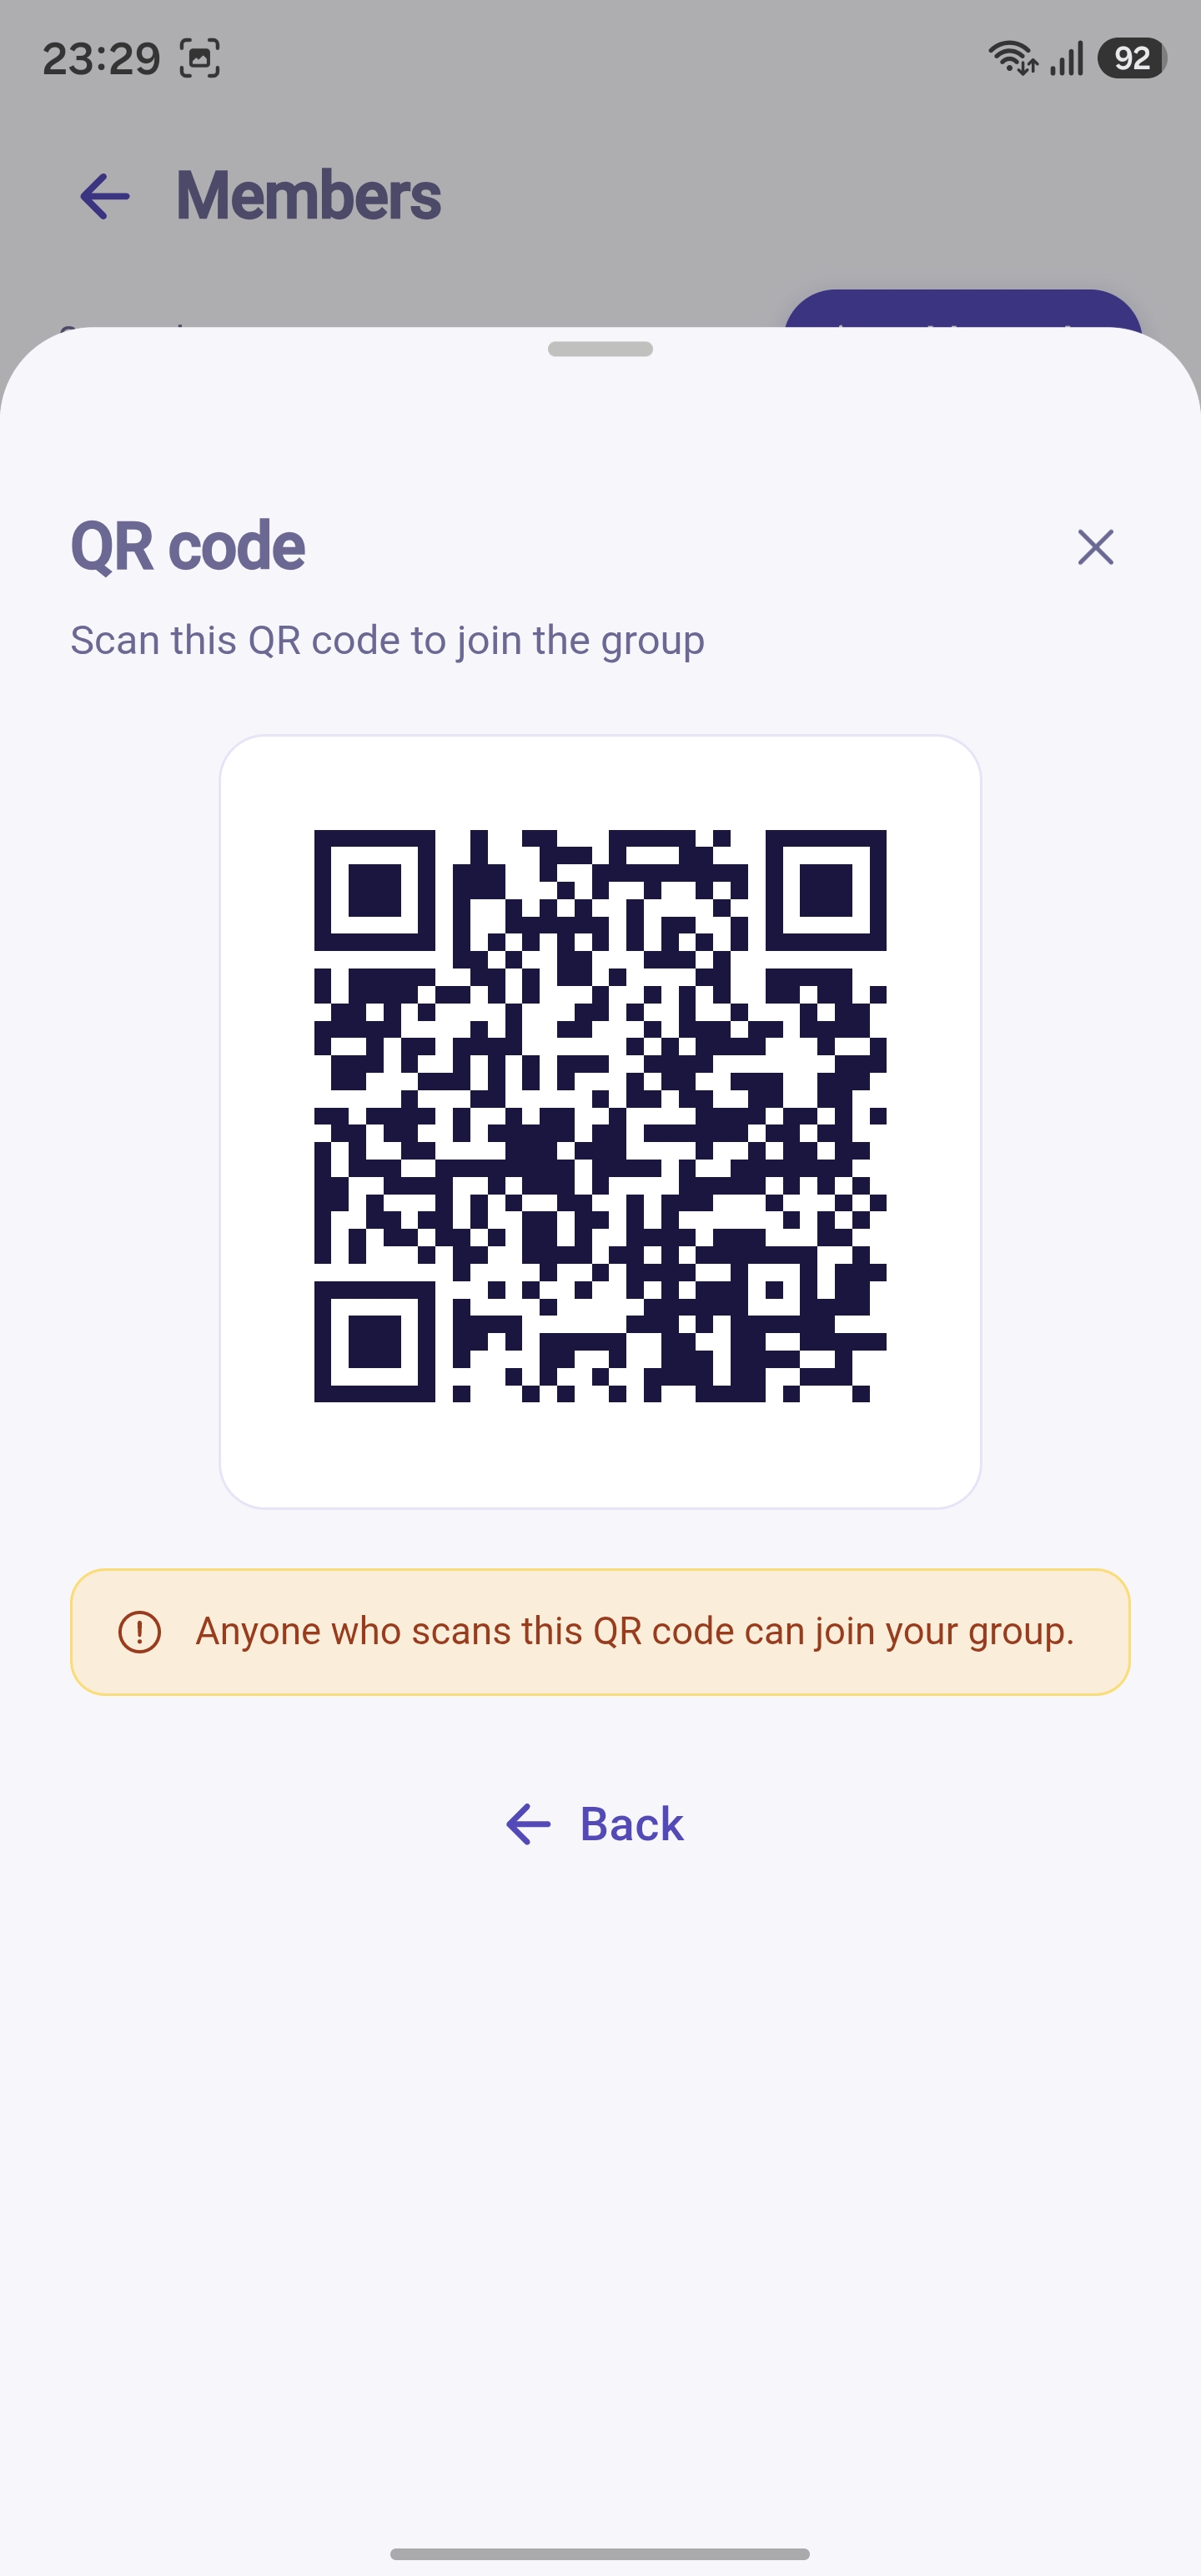 23:29
92
Members
QR code
Scan this QR code to join the group
Anyone who scans this QR code can join your group.
Back